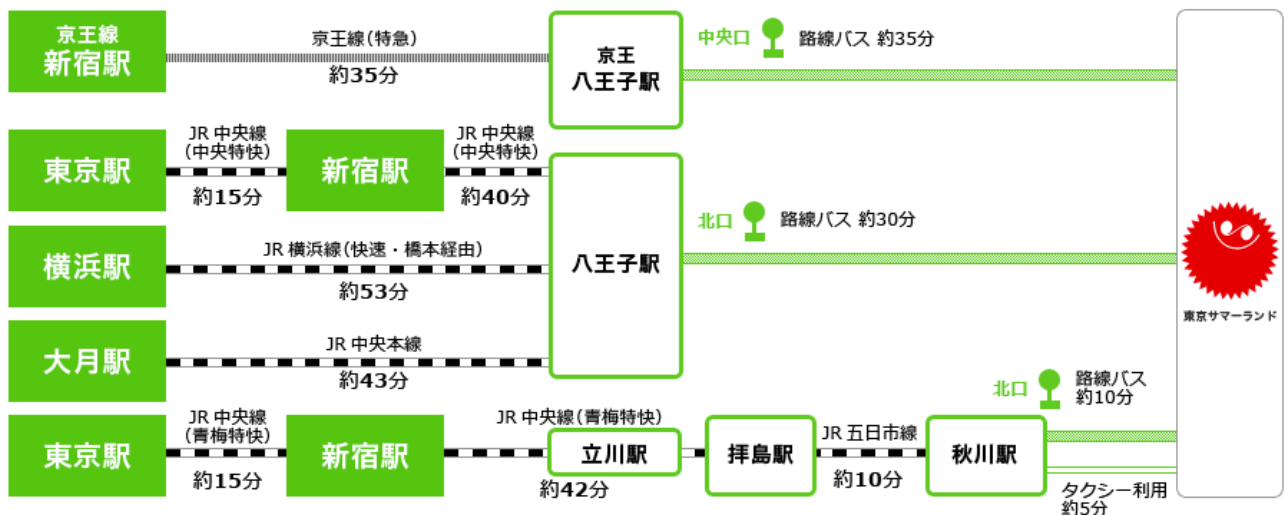 京王線
新宿駅
京王線(特急)
約35分
京王
八王子駅
中央口
路線バス 約35分
東京駅
JR 中央線
(中央特快)
約15分
新宿駅
JR 中央線
(中央特快)
約40分
横浜駅
JR 横浜線(快速・橋本経由)
約53分
八王子駅
北口
路線バス 約30分
東京サマーランド
大月駅
JR 中央本線
約43分
東京駅
JR 中央線
(青梅特快)
約15分
新宿駅
JR 中央線(青梅特快)
立川駅
約42分
拝島駅
JR 五日市線
約10分
秋川駅
北口
路線バス
約10分
タクシー利用
約5分